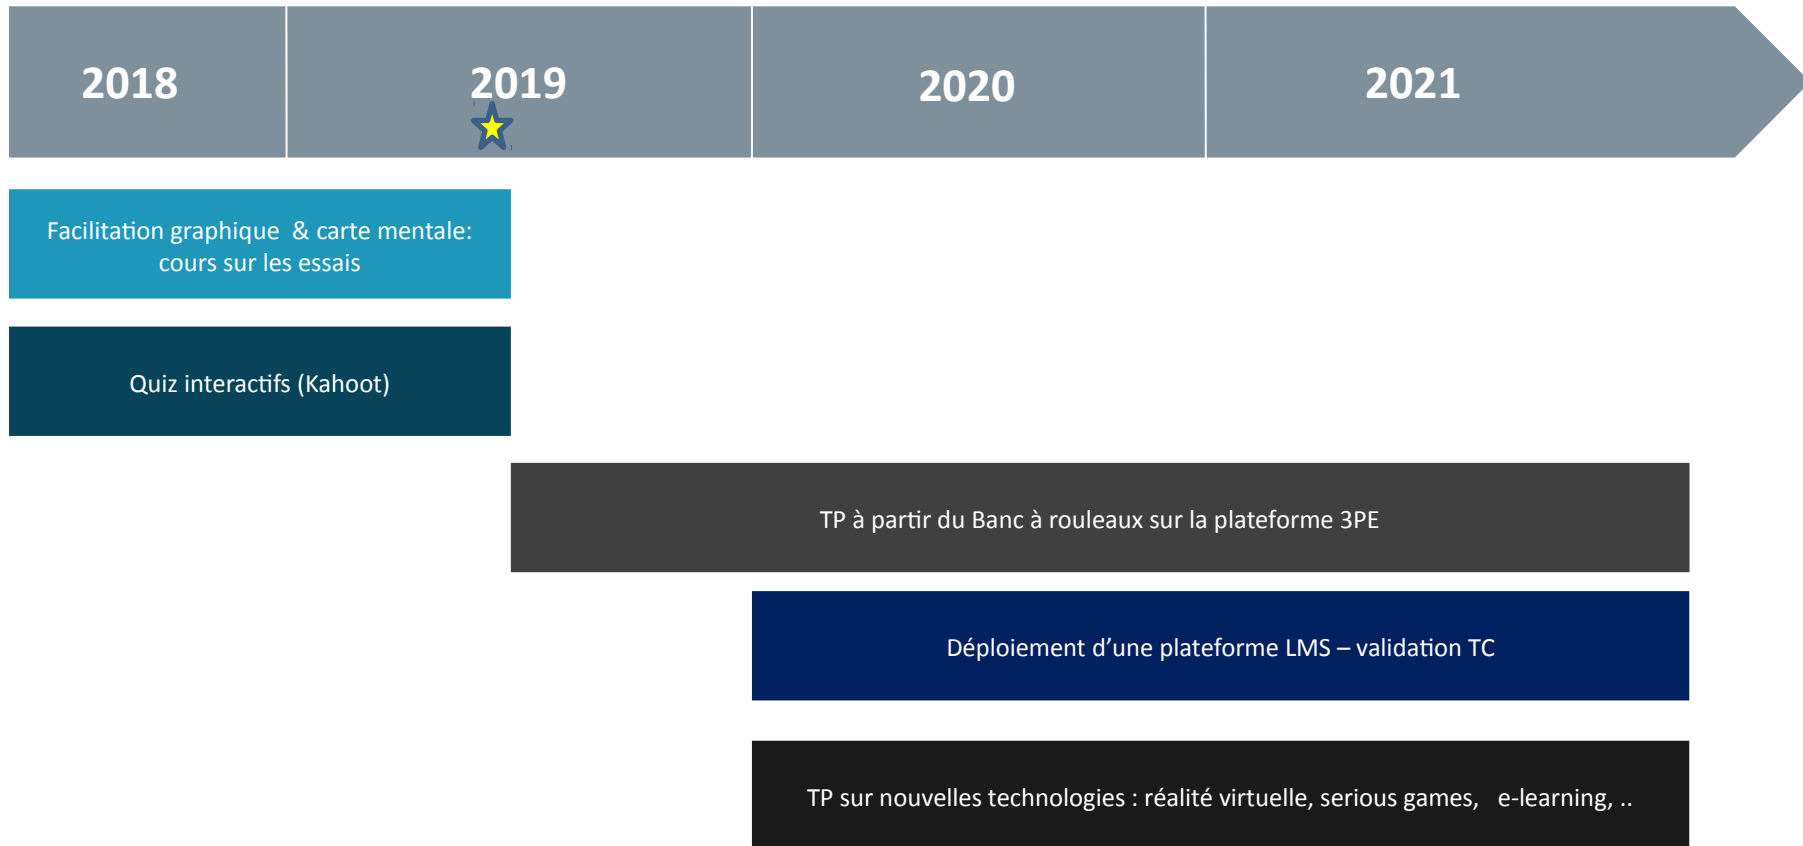 2018
2019
2020
2021
Facilitation graphique & carte mentale:
cours sur les essais
Quiz interactifs (Kahoot)
TP à partir du Banc à rouleaux sur la plateforme 3PE
Déploiement d’une plateforme LMS – validation TC
TP sur nouvelles technologies : réalité virtuelle, serious games, e-learning, ..